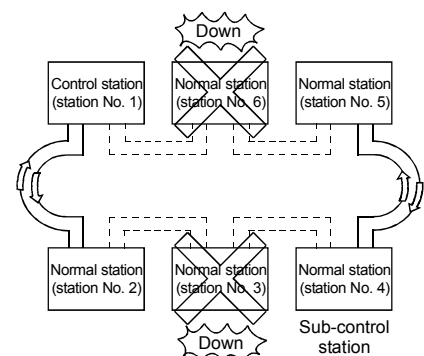 Down
Control station
(station No. 1)
Normal station
(station No. 6)
Normal station
(station No. 5)
Normal station
(station No. 2)
Normal station
(station No. 3)
Normal station
(station No. 4)
Down
Sub-control
station